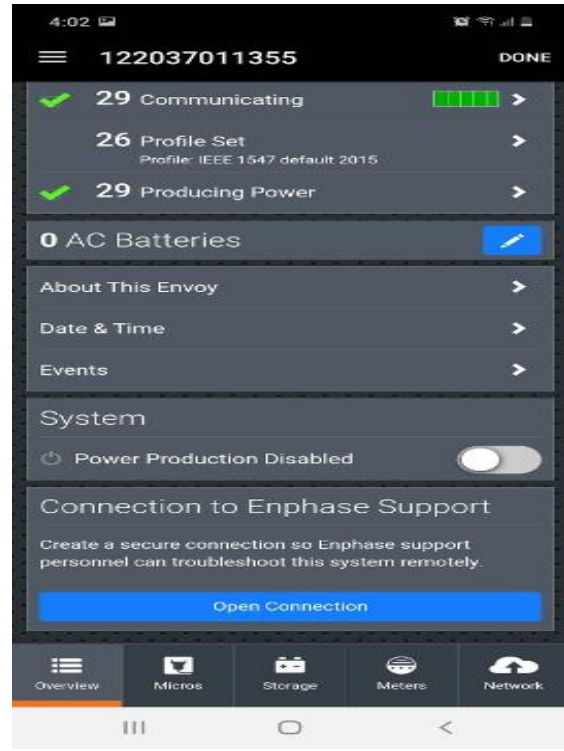 4:02
122037011355 DONE
29 Communicating
26 Profile Set
Profile: IEEE 1547 default 2015
29 Producing Power
0 AC Batteries
About This Envoy
Date & Time
Events
System
Power Production Disabled
Connection to Enphase Support
Create a secure connection so Enphase support
personnel can troubleshoot this system remotely.
Open Connection
Overview Micros Storage Meters Network